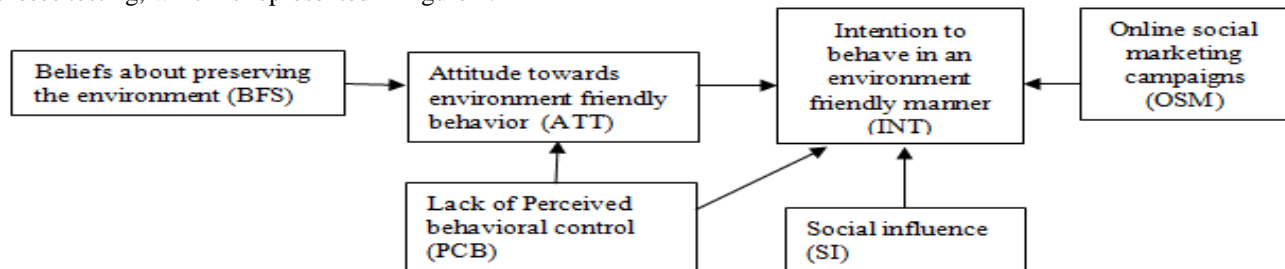 Beliefs about preserving
the environment (BFS)
Attitude towards
environment friendly
behavior (ATT)
Intention to
behave in an
environment
friendly manner
(INT)
Online social
marketing
campaigns
(OSM)
Lack of Perceived
behavioral control
(PCB)
Social influence
(SI)